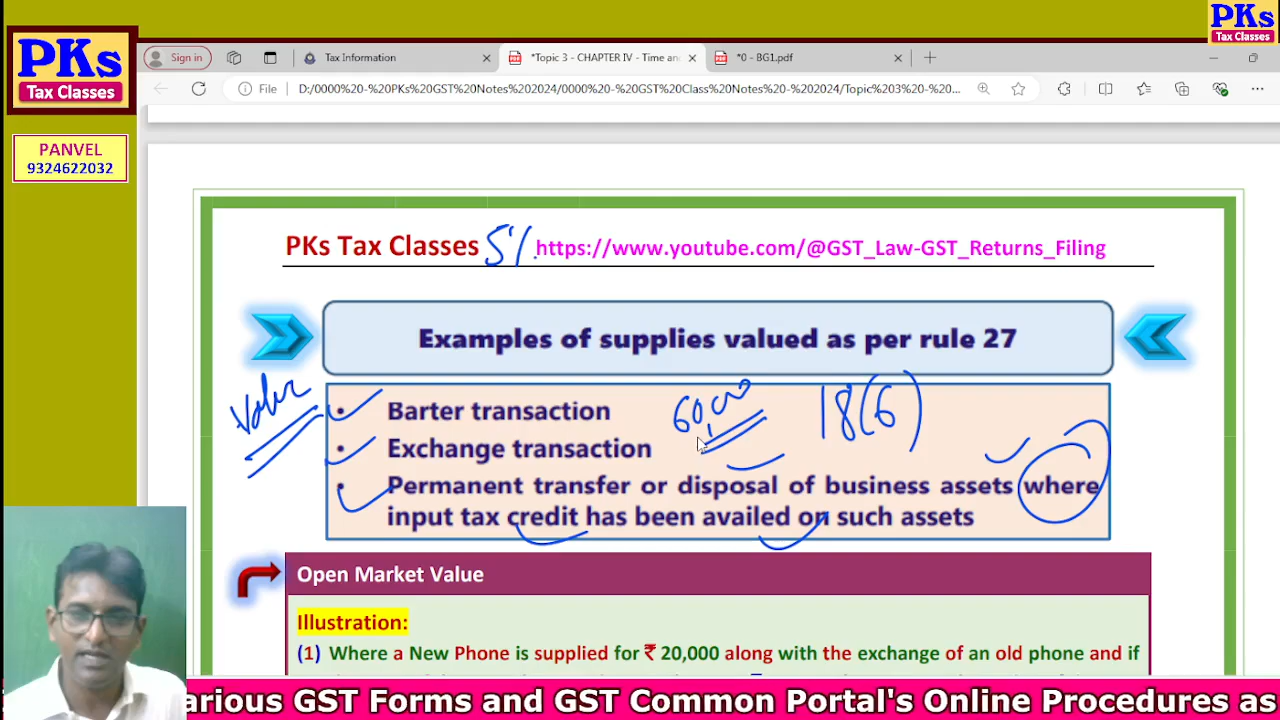 PKs
Tax Classes
PKs
Tax Classes
PANVEL
9324622032
Sign in
Tax Information
*Topic 3 - CHAPTER IV - Time an
*0 - BG1.pdf
File
D:/0000%20-%20PKs%20GST%20Notes%202024/0000%20-%20GST%20Class%20Notes%20-%202024/Topic%203%20-%20...
PKs Tax Classes 5% https://www.youtube.com/@GST_Law-GST_Returns_Filing
Examples of supplies valued as per rule 27
Value
• Barter transaction
60,000
18(6)
• Exchange transaction
• Permanent transfer or disposal of business assets where
input tax credit has been availed on such assets
Open Market Value
Illustration:
(1) Where a New Phone is supplied for ₹ 20,000 along with the exchange of an old phone and if
arious GST Forms and GST Common Portal's Online Procedures as